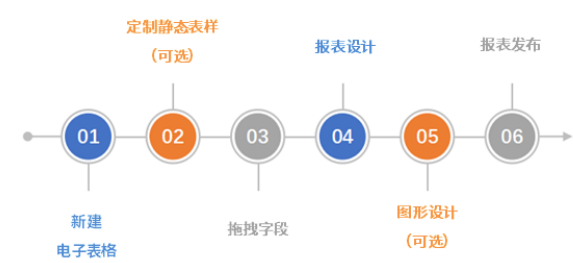 定制静态表样
(可选)
报表设计
报表发布
01
02
03
04
05
06
新建
电子表格
拖拽字段
图形设计
(可选)